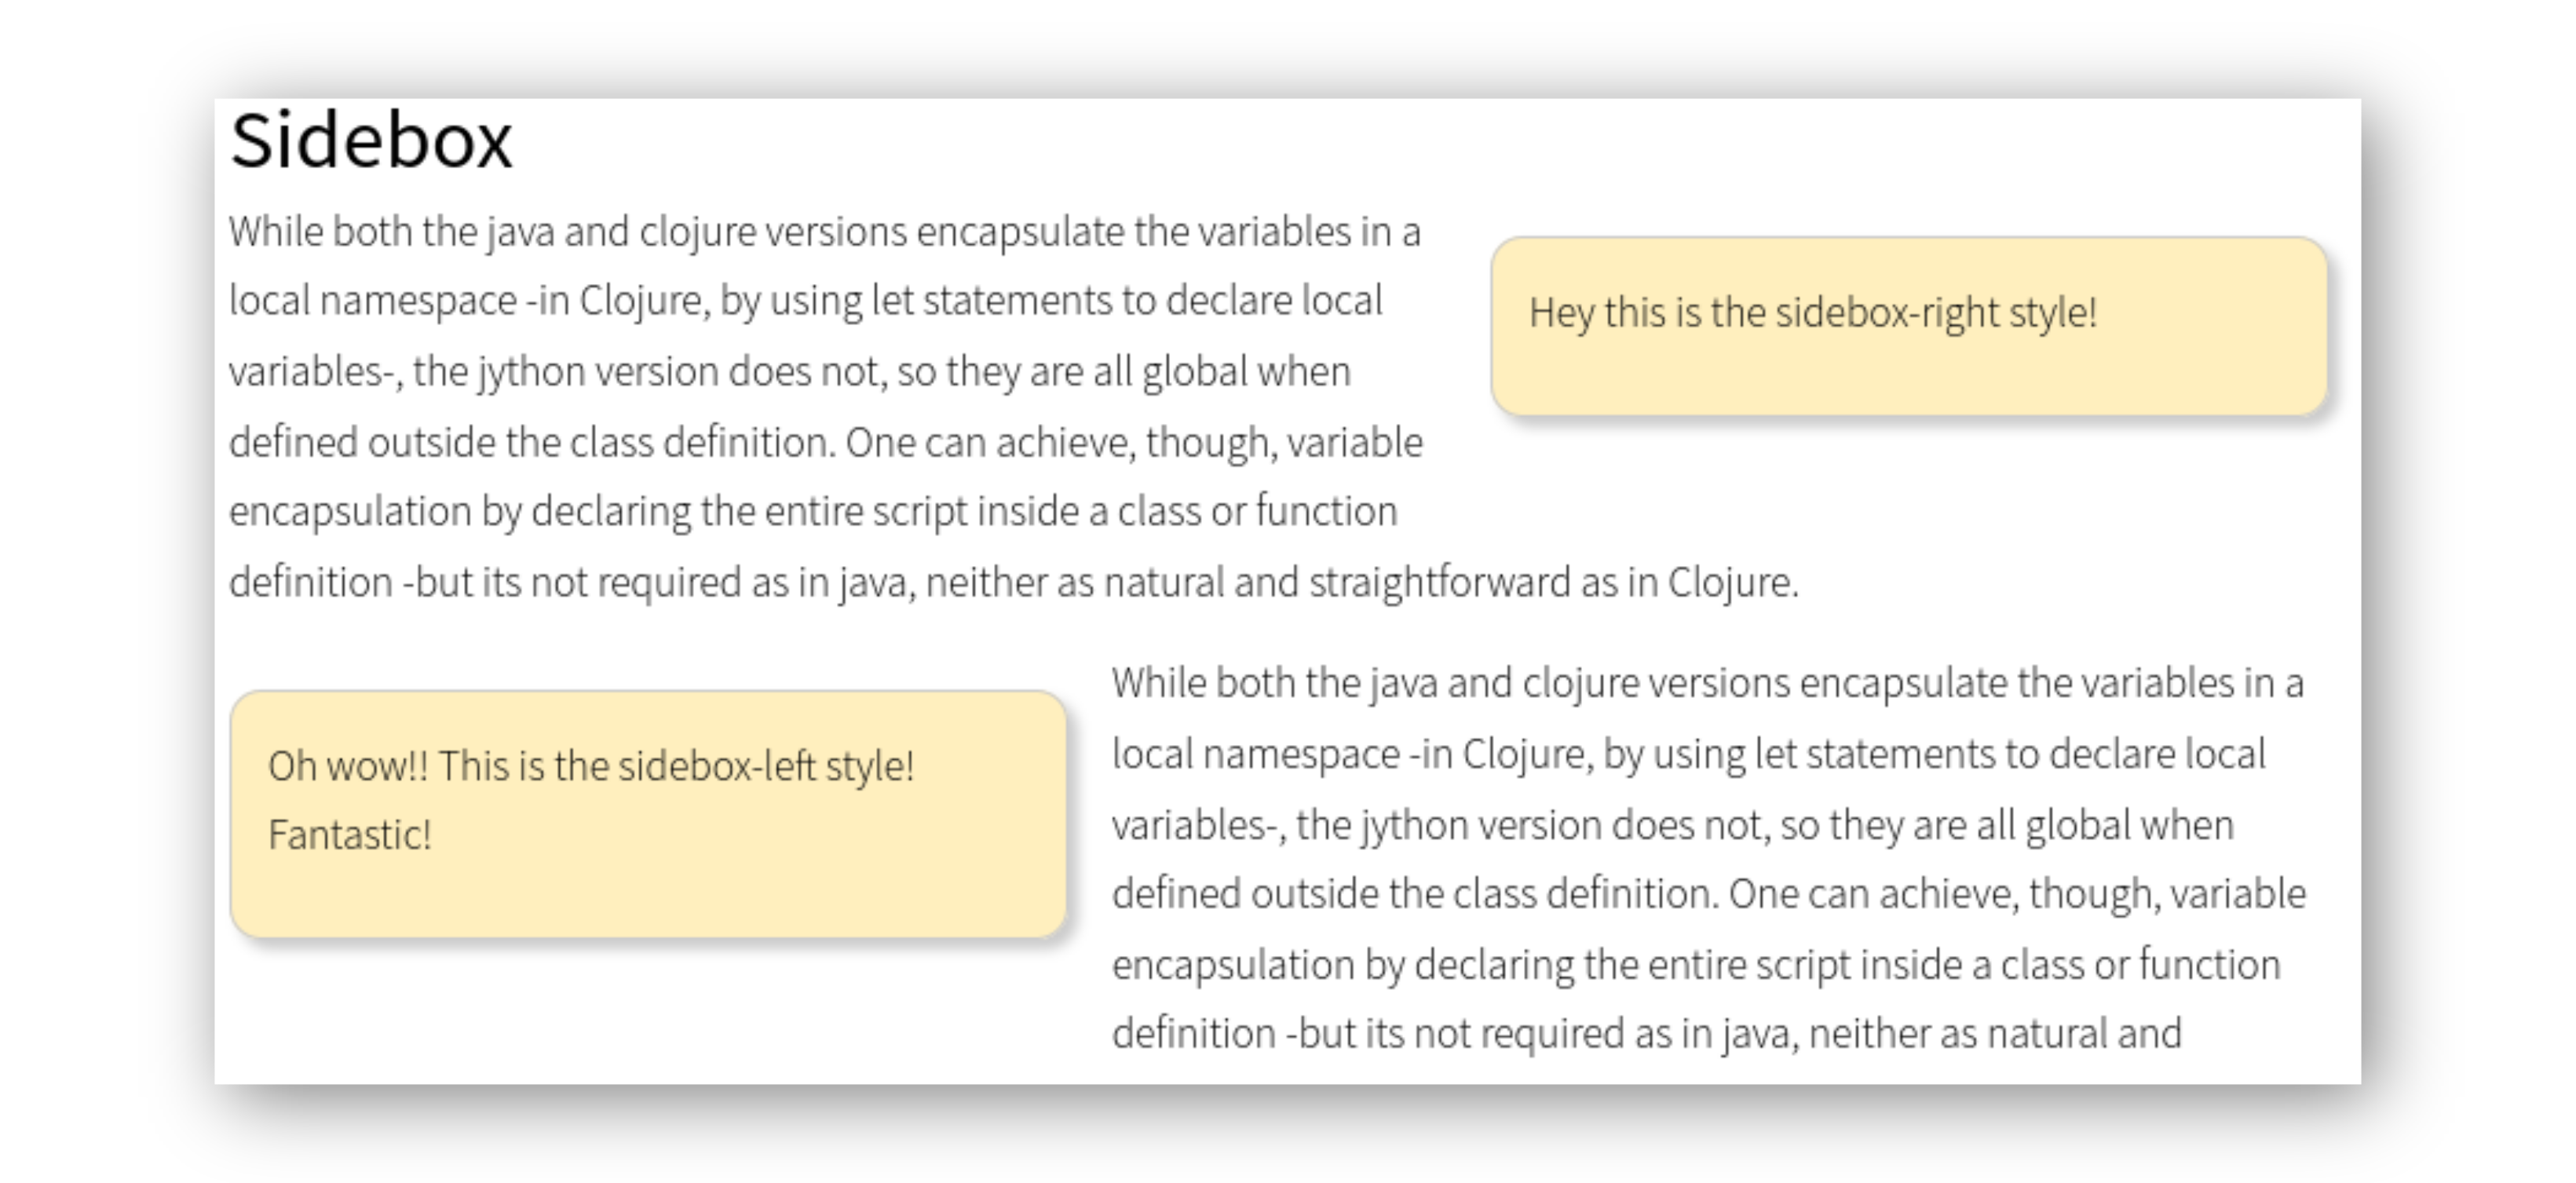 Sidebox
While both the java and clojure versions encapsulate the variables in a
local namespace -in Clojure, by using let statements to declare local
variables-, the jython version does not, so they are all global when
defined outside the class definition. One can achieve, though, variable
encapsulation by declaring the entire script inside a class or function
definition -but its not required as in java, neither as natural and straightforward as in Clojure.
Hey this is the sidebox-right style!
Oh wow!! This is the sidebox-left style!
Fantastic!
While both the java and clojure versions encapsulate the variables in a
local namespace -in Clojure, by using let statements to declare local
variables-, the jython version does not, so they are all global when
defined outside the class definition. One can achieve, though, variable
encapsulation by declaring the entire script inside a class or function
definition -but its not required as in java, neither as natural and